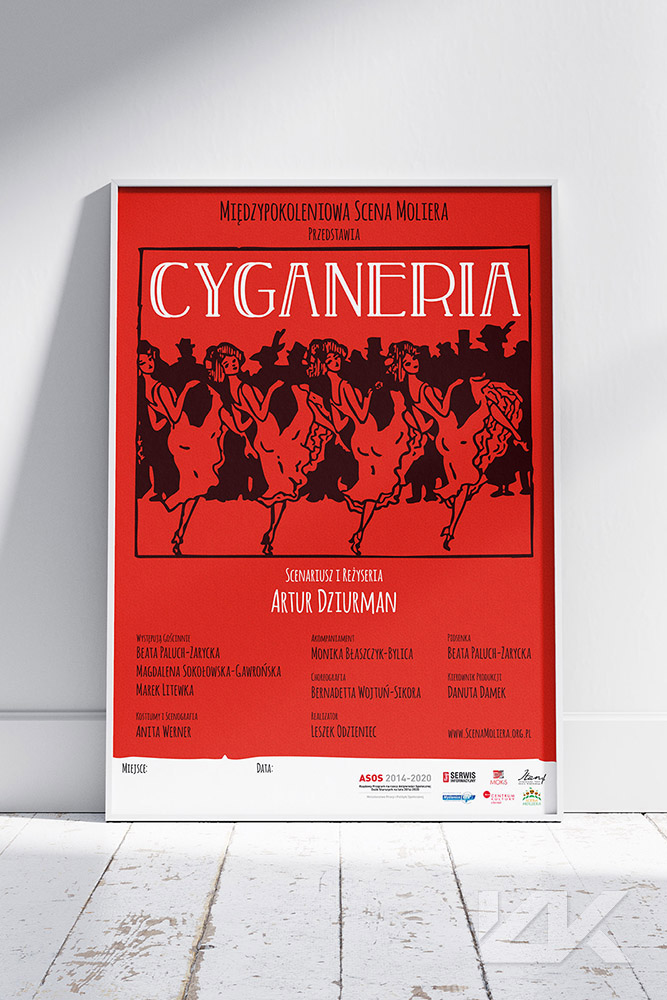 Międzypokoleniowa Scena Moliera
Przedstawia
CYGANERIA
Scenariusz i Reżyseria
Artur Dziurman
Występują Gościnnie
Beata Paluch-Zarycka
Magdalena Sokołowska-Gawrońska
Marek Litewka
Kostiumy i Scenografia
Anita Werner
Akompaniament
Monika Błaszczyk-Bylica
Choreografia
Bernadetta Wojtuń-Sikora
Realizator
Leszek Odzieniec
Piosenka
Beata Paluch-Zarycka
Kierownik Produkcji
Danuta Damek
www.ScenaMoliera.org.pl
Miejsce:
Data:
ASOS 2014-2020
SERWIS
INFORMACYJNY
MOKiS
CENTRUM
KULTURY